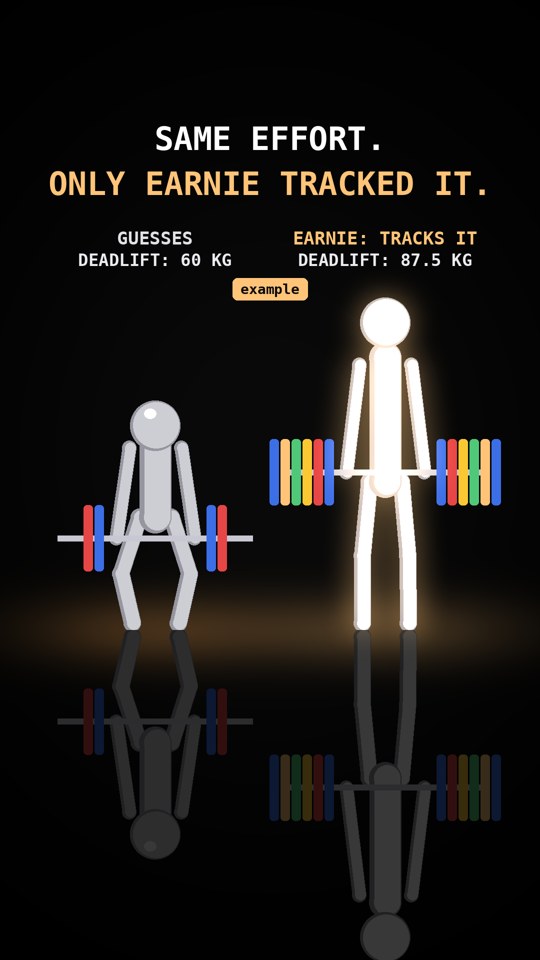 SAME EFFORT.
ONLY EARNIE TRACKED IT.
GUESSES
DEADLIFT: 60 KG
EARNIE: TRACKS IT
DEADLIFT: 87.5 KG
example